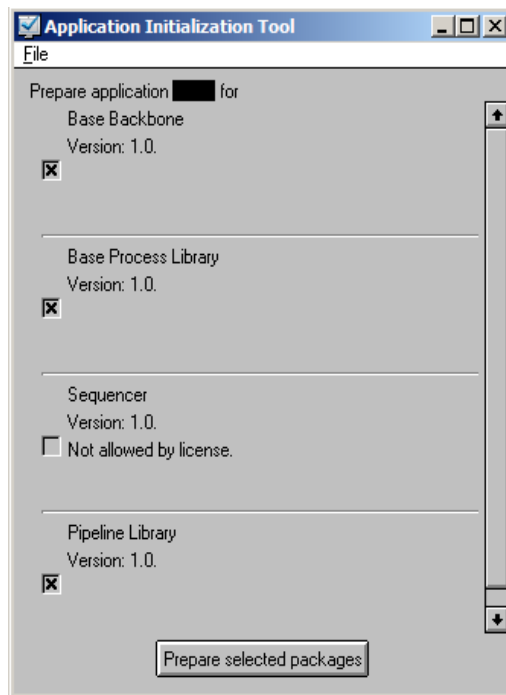 Application Initialization Tool
File
Prepare application for
Base Backbone
Version: 1.0.
Base Process Library
Version: 1.0.
Sequencer
Version: 1.0.
Not allowed by license.
Pipeline Library
Version: 1.0.
Prepare selected packages